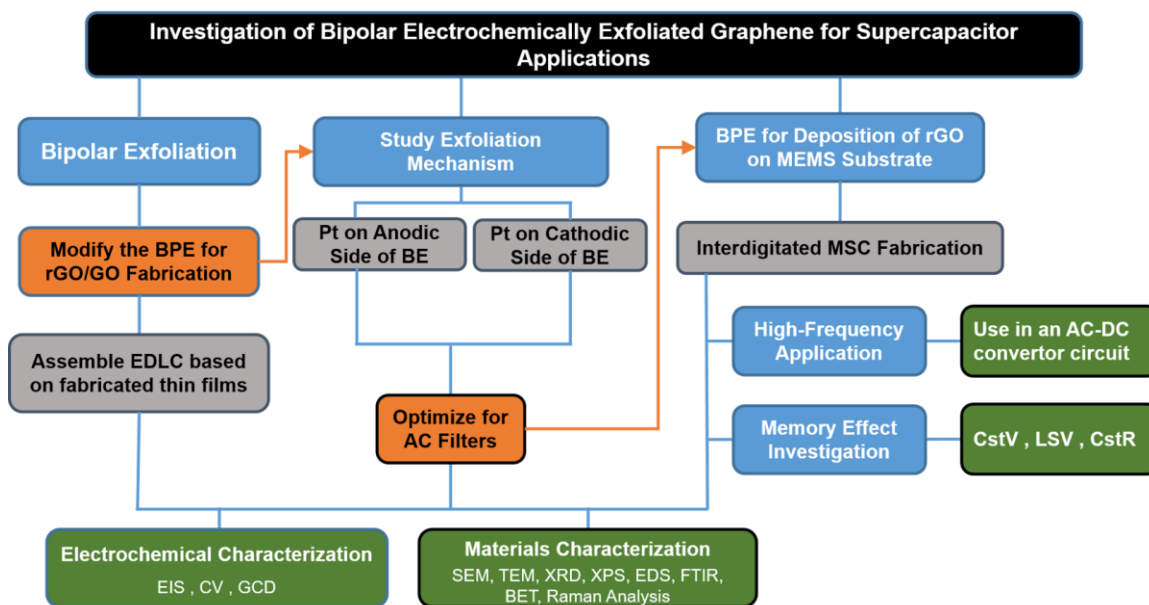 Investigation of Bipolar Electrochemically Exfoliated Graphene for Supercapacitor
Applications
Bipolar Exfoliation
Study Exfoliation
Mechanism
BPE for Deposition of rGO
on MEMS Substrate
Modify the BPE for
rGO/GO Fabrication
Pt on Anodic
Side of BE
Pt on Cathodic
Side of BE
Interdigitated MSC Fabrication
Assemble EDLC based
on fabricated thin films
High-Frequency
Application
Use in an AC-DC
convertor circuit
Optimize for
AC Filters
Memory Effect
Investigation
CstV , LSV , CstR
Electrochemical Characterization
EIS , CV , GCD
Materials Characterization
SEM, TEM, XRD, XPS, EDS, FTIR,
BET, Raman Analysis